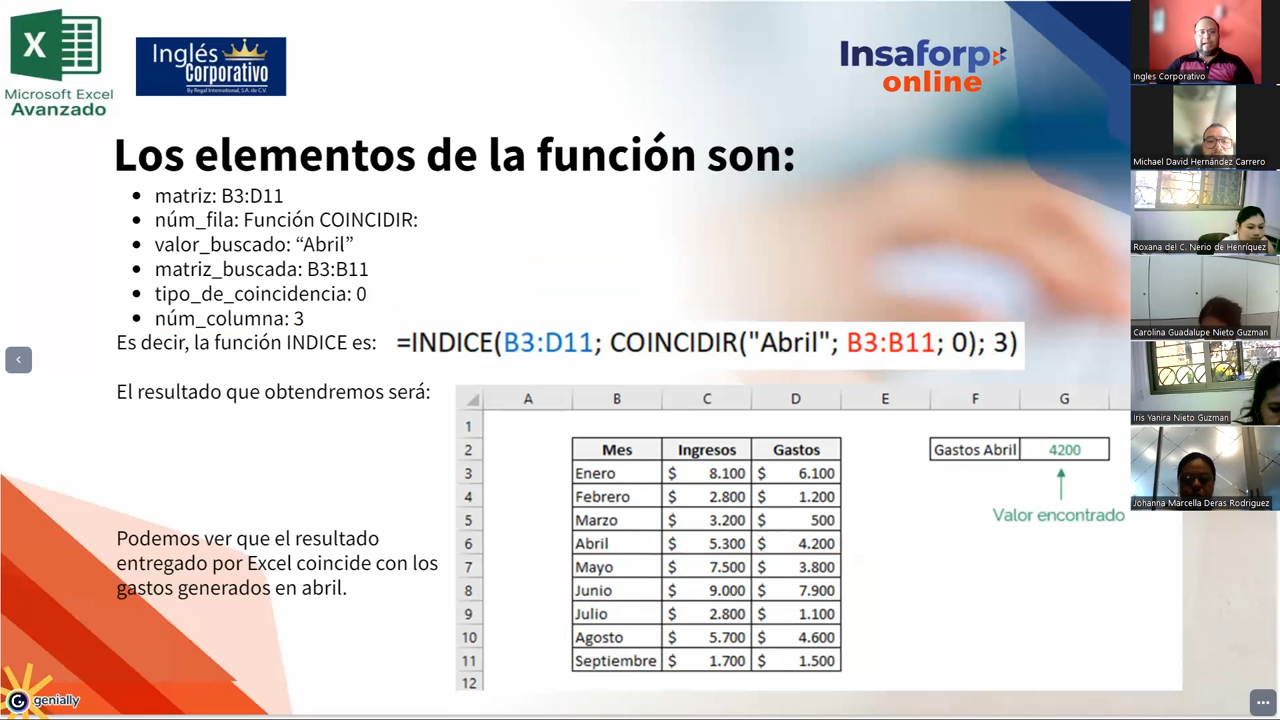 Microsoft Excel
Avanzado
Inglés
Corporativo
By Regal International, S.A. de C.V.
Insaforp
online
Los elementos de la función son:
• matriz: B3:D11
• núm_fila: Función COINCIDIR:
• valor_buscado: “Abril”
• matriz_buscada: B3:B11
• tipo_de_coincidencia: 0
• núm_columna: 3
Es decir, la función INDICE es: =INDICE(B3:D11; COINCIDIR("Abril"; B3:B11; 0); 3)
El resultado que obtendremos será:
A B C D E F G
1
2 Mes Ingresos Gastos Gastos Abril 4200
3 Enero $ 8.100 $ 6.100
4 Febrero $ 2.800 $ 1.200
5 Marzo $ 3.200 $ 500
6 Abril $ 5.300 $ 4.200
7 Mayo $ 7.500 $ 3.800
8 Junio $ 9.000 $ 7.900
9 Julio $ 2.800 $ 1.100
10 Agosto $ 5.700 $ 4.600
11 Septiembre $ 1.700 $ 1.500
12
Valor encontrado
Podemos ver que el resultado
entregado por Excel coincide con los
gastos generados en abril.
genially
Ingles Corporativo
Michael David Hernández Carrero
Roxana del C. Nerio de Henríquez
Carolina Guadalupe Nieto Guzman
Iris Yanira Nieto Guzman
Johanna Marcella Deras Rodríguez